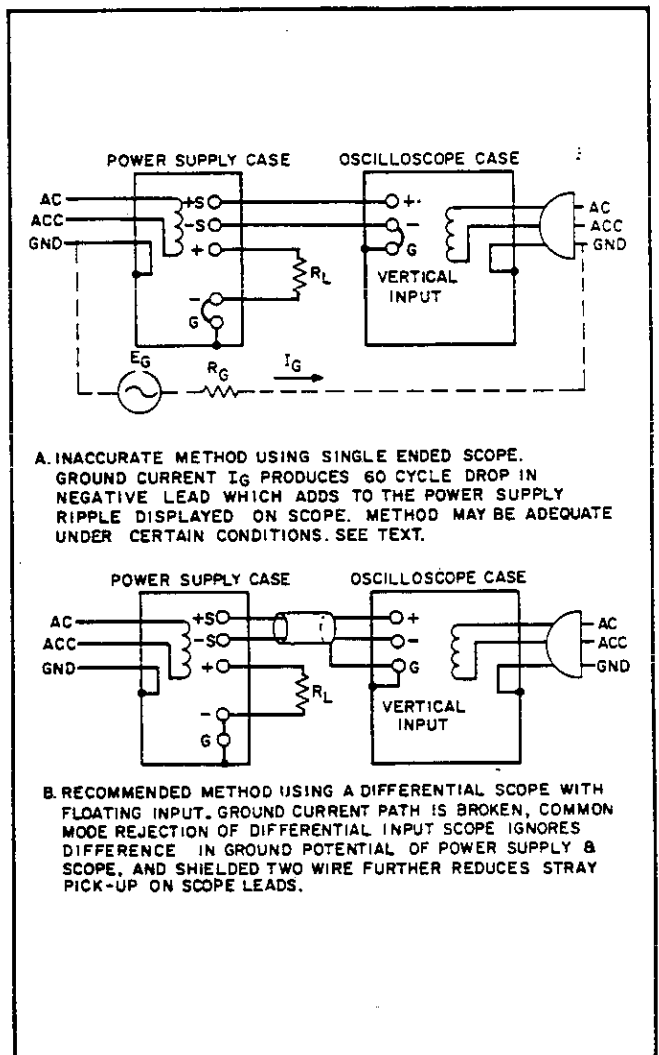 POWER SUPPLY CASE
OSCILLOSCOPE CASE
AC
ACC
GND
+S
-S
+
-
G
RL
+
-
G
VERTICAL
INPUT
AC
ACC
GND
EG
RG
IG
A. INACCURATE METHOD USING SINGLE ENDED SCOPE.
GROUND CURRENT IG PRODUCES 60 CYCLE DROP IN
NEGATIVE LEAD WHICH ADDS TO THE POWER SUPPLY
RIPPLE DISPLAYED ON SCOPE. METHOD MAY BE ADEQUATE
UNDER CERTAIN CONDITIONS. SEE TEXT.
POWER SUPPLY CASE
OSCILLOSCOPE CASE
AC
ACC
GND
+S
-S
+
-
G
RL
+
-
G
VERTICAL
INPUT
AC
ACC
GND
B. RECOMMENDED METHOD USING A DIFFERENTIAL SCOPE WITH
FLOATING INPUT. GROUND CURRENT PATH IS BROKEN, COMMON
MODE REJECTION OF DIFFERENTIAL INPUT SCOPE IGNORES
DIFFERENCE IN GROUND POTENTIAL OF POWER SUPPLY &
SCOPE, AND SHIELDED TWO WIRE FURTHER REDUCES STRAY
PICK-UP ON SCOPE LEADS.